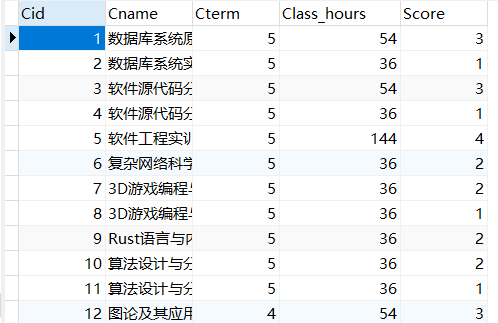 Cid Cname Cterm Class_hours Score
1 数据库系统原 5 54 3
2 数据库系统实 5 36 1
3 软件源代码分 5 54 3
4 软件源代码分 5 36 1
5 软件工程实训 5 144 4
6 复杂网络科学 5 36 2
7 3D游戏编程与 5 36 2
8 3D游戏编程与 5 36 1
9 Rust语言与内 5 36 2
10 算法设计与分 5 36 2
11 算法设计与分 5 36 1
12 图论及其应用 4 54 3